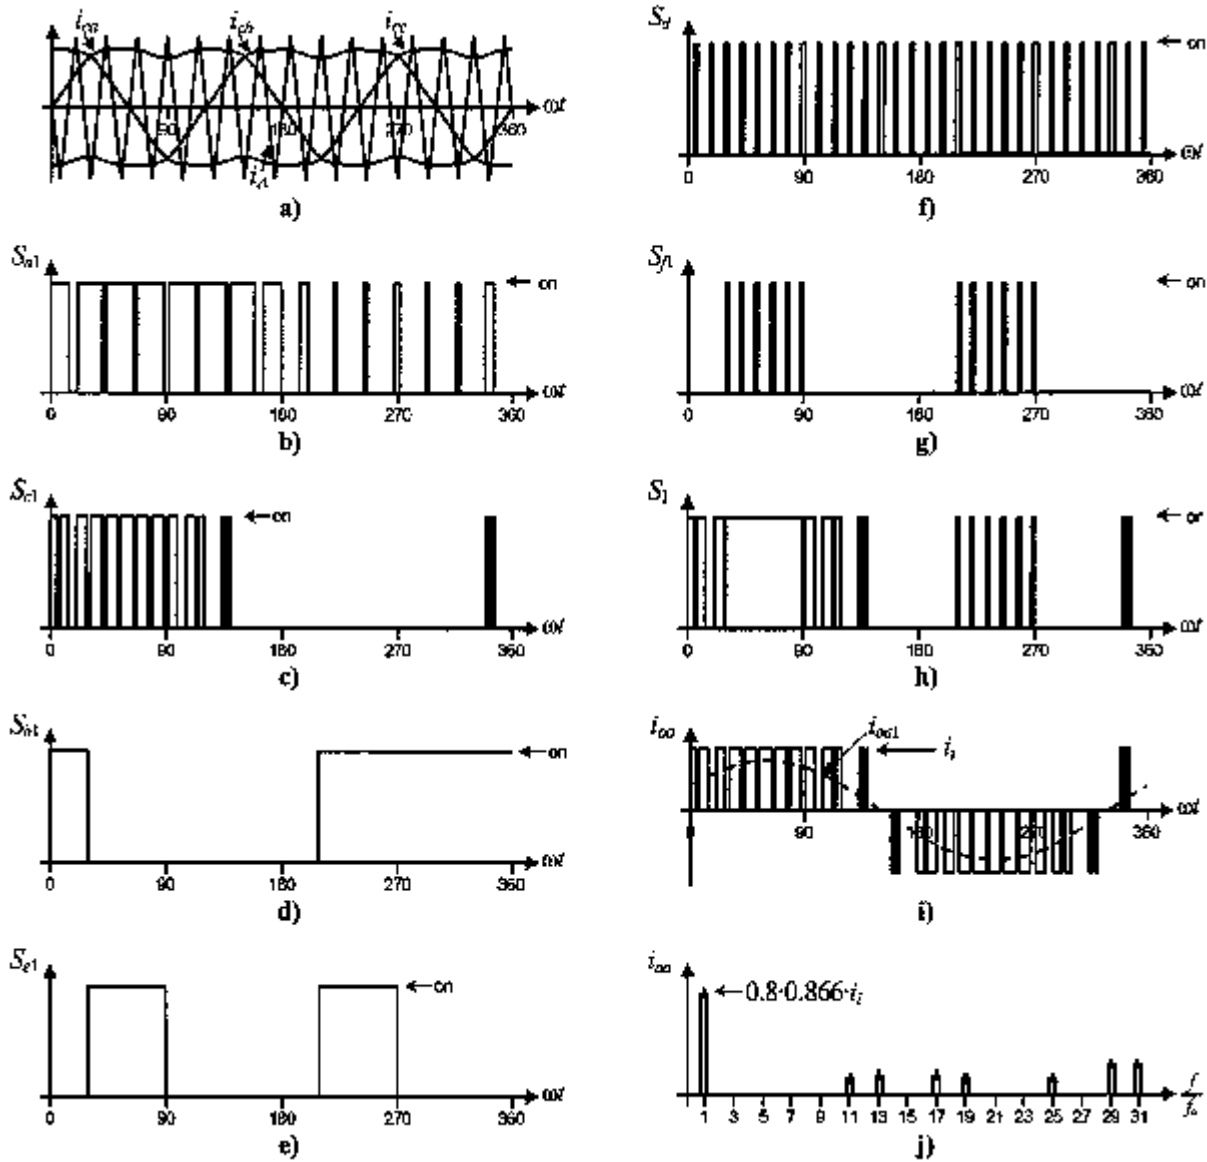 i_ca i_cb i_cc
ωt
90 180 270 360
i_Δ
a)
S_a1
on
ωt
0 90 180 270 360
b)
S_c1
on
ωt
0 90 180 270 360
c)
S_b1
on
ωt
0 90 180 270 360
d)
S_e1
on
ωt
0 90 180 270 360
e)
S_d
on
ωt
0 90 180 270 360
f)
S_f1
on
ωt
0 90 180 270 360
g)
S_1
on
ωt
0 90 180 270 360
h)
i_oa
i_oa1
i_i
ωt
0 90 180 270 360
i)
i_oa
0.8·0.866·i_i
1 3 5 7 9 11 13 15 17 19 21 23 25 27 29 31
j)